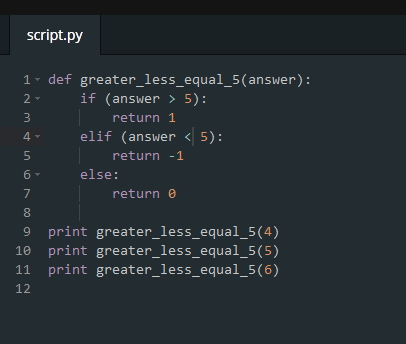 script.py
1 def greater_less_equal_5(answer):
2     if (answer > 5):
3         return 1
4     elif (answer < 5):
5         return -1
6     else:
7         return 0
8
9 print greater_less_equal_5(4)
10 print greater_less_equal_5(5)
11 print greater_less_equal_5(6)
12